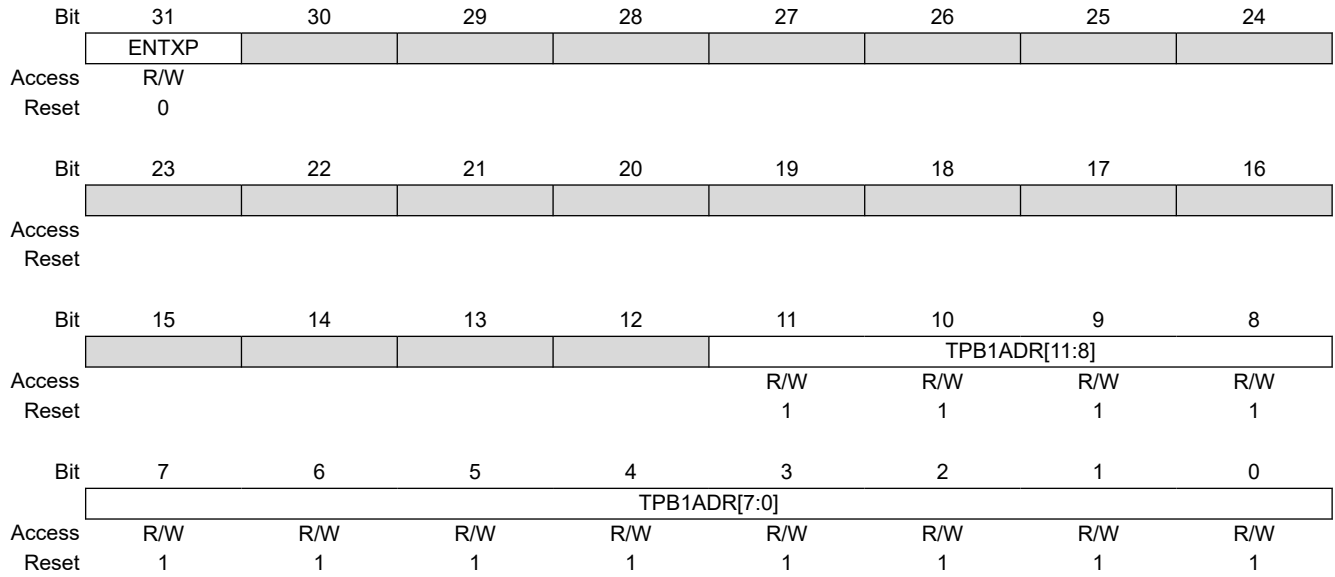 Bit 31 30 29 28 27 26 25 24
ENTXP
Access R/W
Reset 0
Bit 23 22 21 20 19 18 17 16
Access
Reset
Bit 15 14 13 12 11 10 9 8
TPB1ADR[11:8]
Access R/W R/W R/W R/W
Reset 1 1 1 1
Bit 7 6 5 4 3 2 1 0
TPB1ADR[7:0]
Access R/W R/W R/W R/W R/W R/W R/W R/W
Reset 1 1 1 1 1 1 1 1